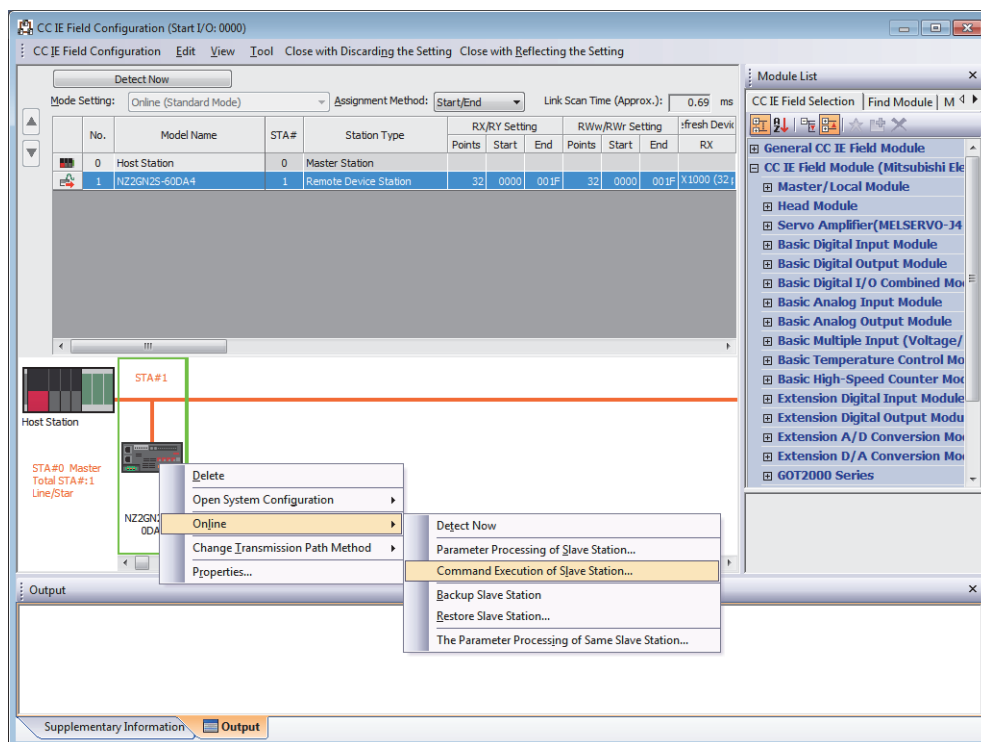 CC IE Field Configuration (Start I/O: 0000)
CC IE Field Configuration Edit View Tool Close with Discarding the Setting Close with Reflecting the Setting
Detect Now
Mode Setting: Online (Standard Mode) Assignment Method: Start/End Link Scan Time (Approx.): 0.69 ms
No. Model Name STA# Station Type RX/RY Setting RWw/RWr Setting efresh Devic
Points Start End Points Start End RX
0 Host Station 0 Master Station
1 NZ2GN2S-60DA4 1 Remote Device Station 32 0000 001F 32 0000 001F X1000 (32 p
STA#1
Host Station
STA#0 Master
Total STA#:1
Line/Star
NZ2GN2
0DA
Delete
Open System Configuration
Online
Change Transmission Path Method
Properties...
Detect Now
Parameter Processing of Slave Station...
Command Execution of Slave Station...
Backup Slave Station
Restore Slave Station...
The Parameter Processing of Same Slave Station...
Module List
CC IE Field Selection Find Module M
General CC IE Field Module
CC IE Field Module (Mitsubishi Ele
Master/Local Module
Head Module
Servo Amplifier(MELSERVO-J4
Basic Digital Input Module
Basic Digital Output Module
Basic Digital I/O Combined Mo
Basic Analog Input Module
Basic Analog Output Module
Basic Multiple Input (Voltage/
Basic Temperature Control Mo
Basic High-Speed Counter Moc
Extension Digital Input Module
Extension Digital Output Modu
Extension A/D Conversion Mo
Extension D/A Conversion Mo
GOT2000 Series
Output
Supplementary Information Output